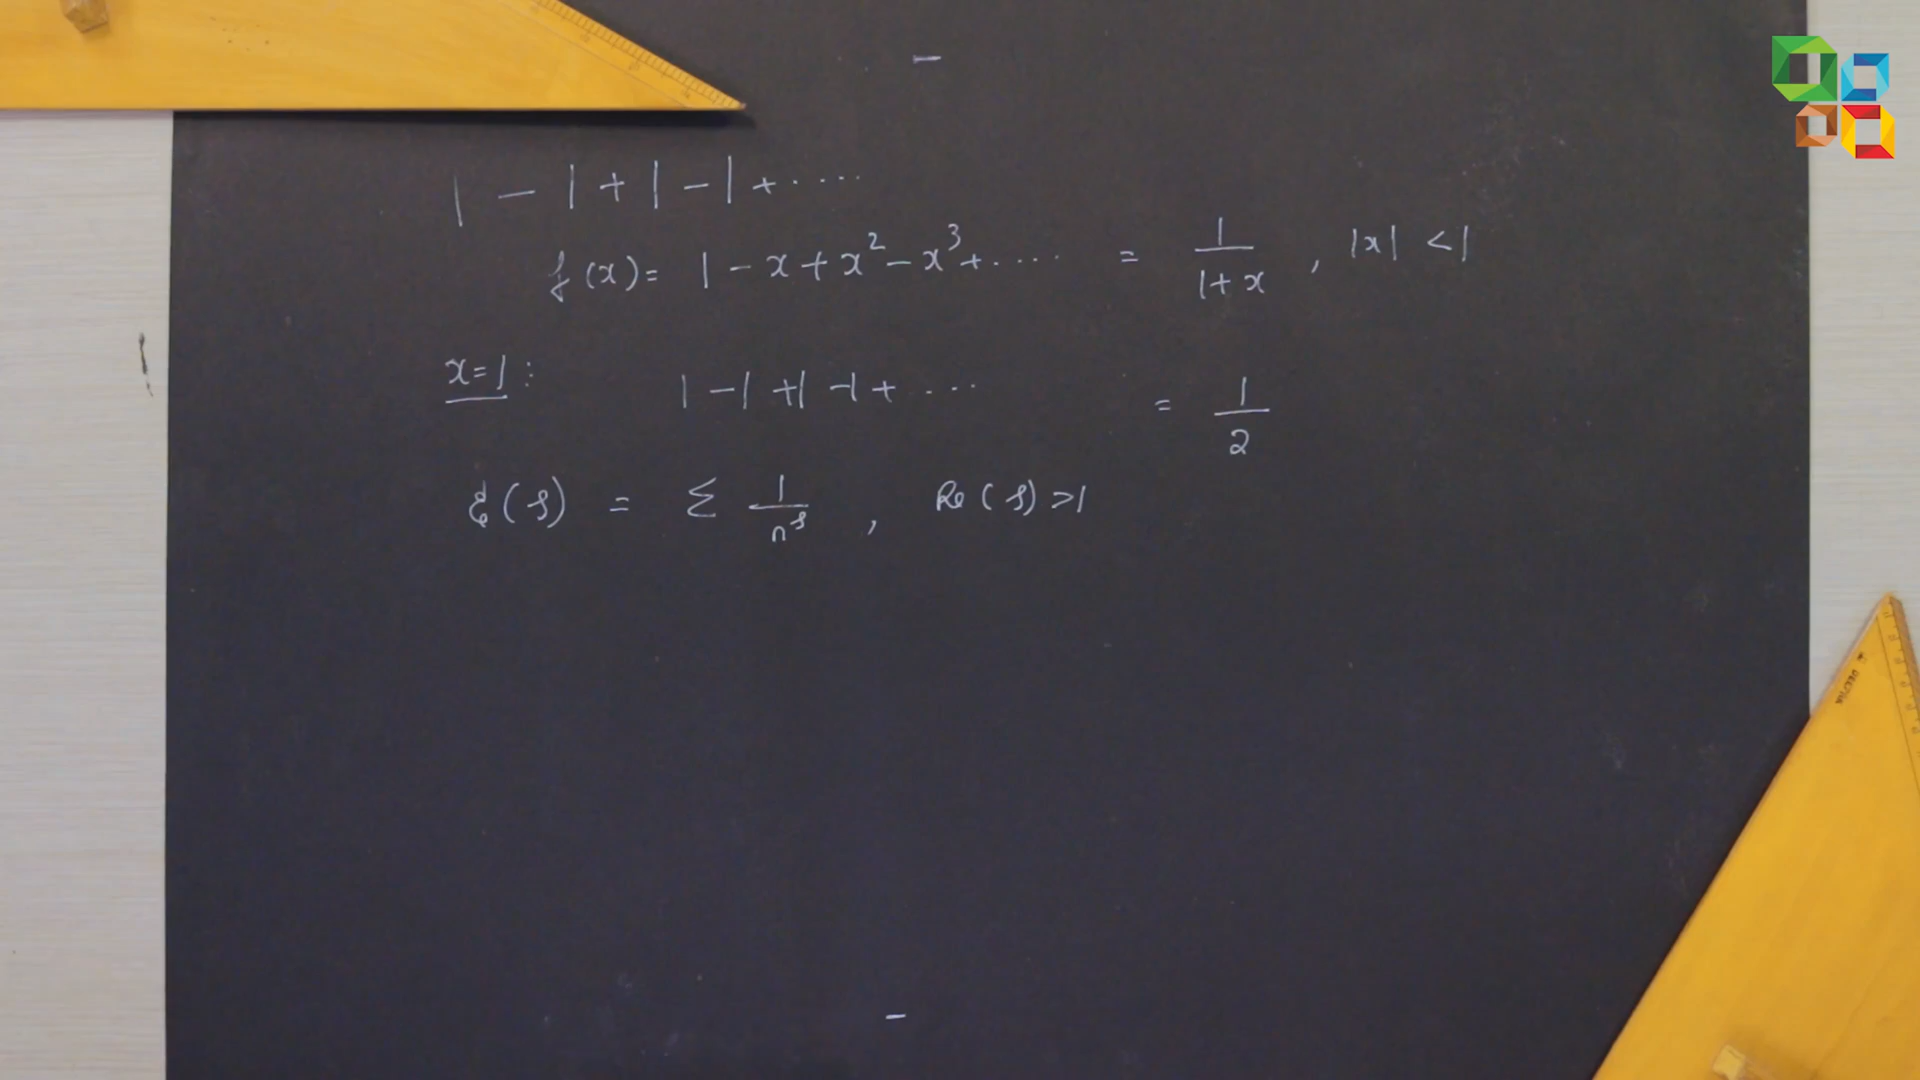 1 - 1 + 1 - 1 + ....
f(x) = 1 - x + x² - x³ + .... = 1/(1+x), |x| < 1
x=1: 1 - 1 + 1 - 1 + .... = 1/2
ξ(s) = Σ 1/n^s, Re(s) > 1